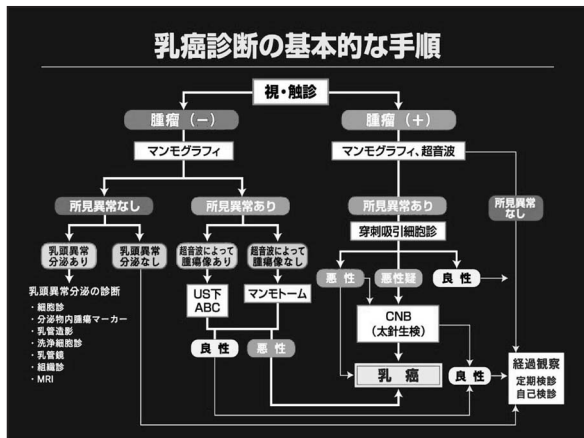 乳癌診断の基本的な手順
視・触診
腫瘤（−）
腫瘤（＋）
マンモグラフィ
マンモグラフィ、超音波
所見異常なし
所見異常あり
所見異常あり
所見異常
なし
穿刺吸引細胞診
乳頭異常
分泌あり
乳頭異常
分泌なし
超音波によって
腫瘍像あり
超音波によって
腫瘍像なし
悪性
悪性疑
良性
乳頭異常分泌の診断
・細胞診
・分泌物内腫瘍マーカー
・乳管造影
・洗浄細胞診
・乳管鏡
・組織診
・MRI
US下
ABC
マンモトーム
CNB
（太針生検）
良性
悪性
乳癌
良性
経過観察
定期検診
自己検診